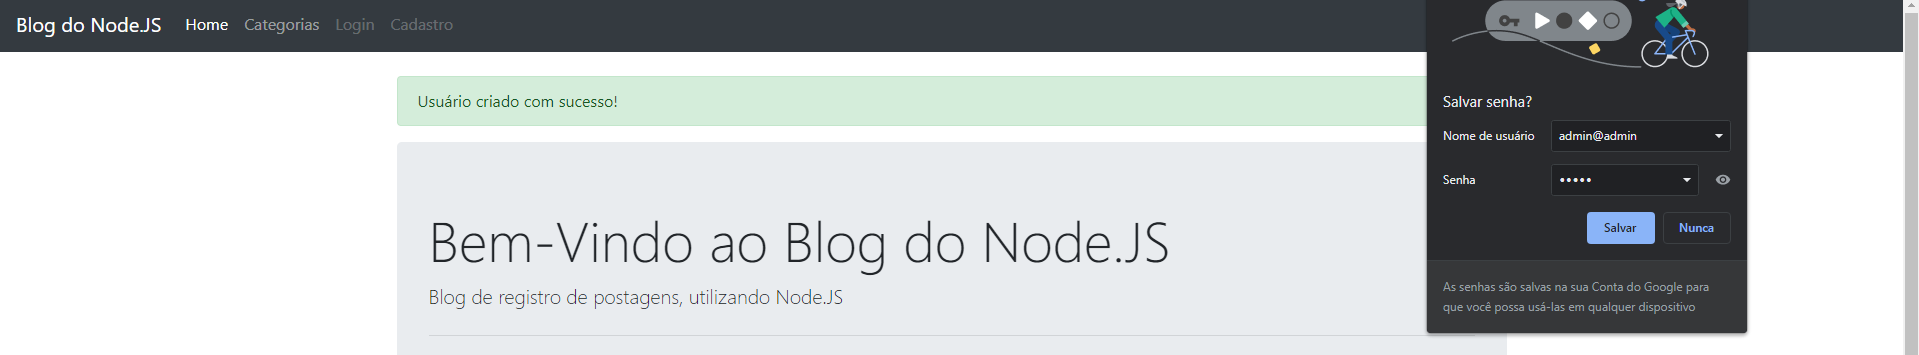 Blog do Node.JS Home Categorias Login Cadastro
Usuário criado com sucesso!
Bem-Vindo ao Blog do Node.JS
Blog de registro de postagens, utilizando Node.JS
Salvar senha?
Nome de usuário admin@admin
Senha •••••
Salvar Nunca
As senhas são salvas na sua Conta do Google para
que você possa usá-las em qualquer dispositivo